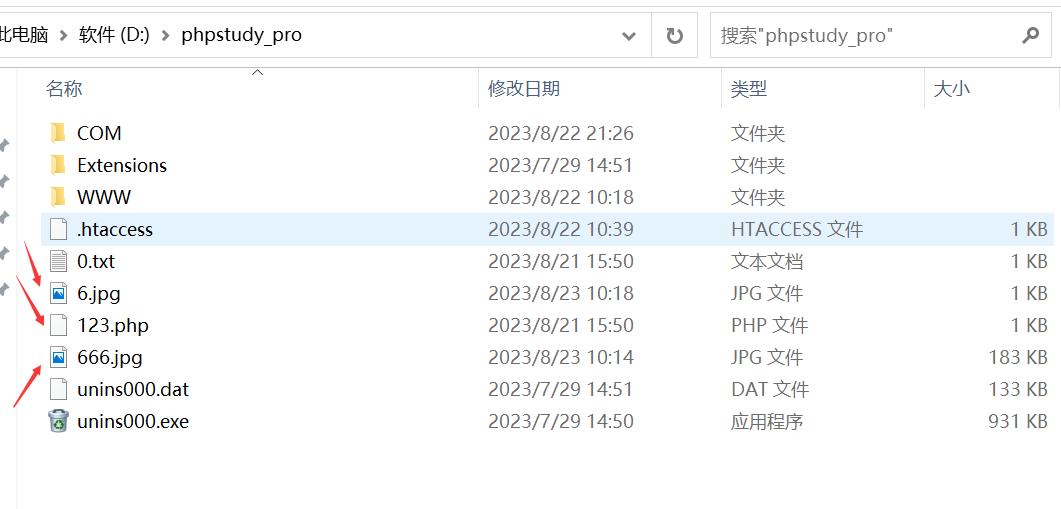 此电脑 软件 (D:) phpstudy_pro 搜索"phpstudy_pro"
名称 修改日期 类型 大小
COM 2023/8/22 21:26 文件夹
Extensions 2023/7/29 14:51 文件夹
WWW 2023/8/22 10:18 文件夹
.htaccess 2023/8/22 10:39 HTACCESS 文件 1 KB
0.txt 2023/8/21 15:50 文本文档 1 KB
6.jpg 2023/8/23 10:18 JPG 文件 1 KB
123.php 2023/8/21 15:50 PHP 文件 1 KB
666.jpg 2023/8/23 10:14 JPG 文件 183 KB
unins000.dat 2023/7/29 14:51 DAT 文件 133 KB
unins000.exe 2023/7/29 14:50 应用程序 931 KB